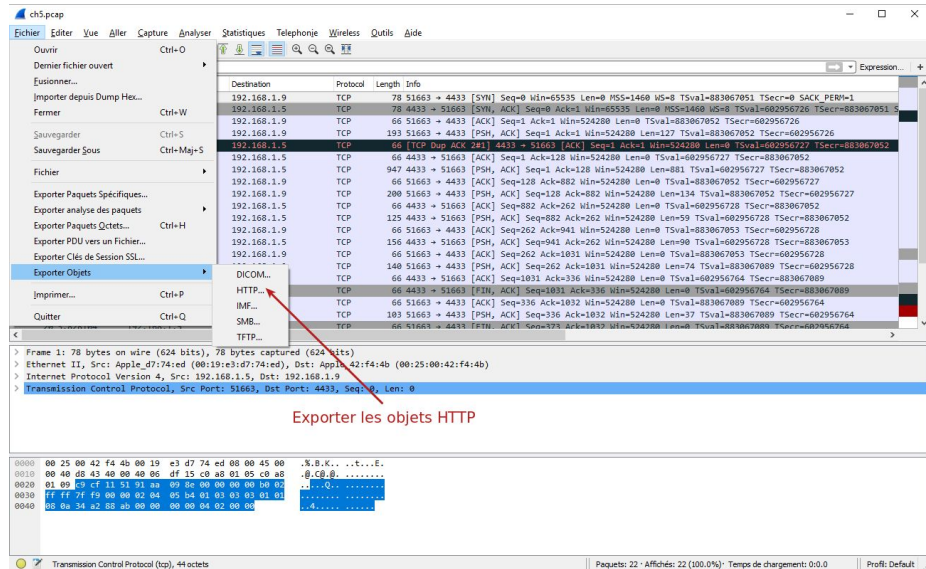 ch5.pcap
Fichier Editer Vue Aller Capture Analyser Statistiques Telephonie Wireless Outils Aide
Ouvrir Ctrl+O
Dernier fichier ouvert
Fusionner...
Importer depuis Dump Hex...
Fermer Ctrl+W
Sauvegarder Ctrl+S
Sauvegarder Sous Ctrl+Maj+S
Fichier
Exporter Paquets Spécifiques...
Exporter analyse des paquets
Exporter Paquets Octets... Ctrl+H
Exporter PDU vers un Fichier...
Exporter Clés de Session SSL...
Exporter Objets
Imprimer... Ctrl+P
Quitter Ctrl+Q
DICOM...
HTTP...
IMF...
SMB...
TFTP...
Expression... +
Destination Protocol Length Info
192.168.1.9 TCP 78 51663 → 4433 [SYN] Seq=0 Win=65535 Len=0 MSS=1460 WS=8 TSval=883067051 TSecr=0 SACK_PERM=1
192.168.1.5 TCP 78 4433 → 51663 [SYN, ACK] Seq=0 Ack=1 Win=65535 Len=0 MSS=1460 WS=8 TSval=602956726 TSecr=883067051 S
192.168.1.9 TCP 66 51663 → 4433 [ACK] Seq=1 Ack=1 Win=524280 Len=0 TSval=883067052 TSecr=602956726
192.168.1.9 TCP 193 51663 → 4433 [PSH, ACK] Seq=1 Ack=1 Win=524280 Len=127 TSval=883067052 TSecr=602956726
192.168.1.5 TCP 66 [TCP Dup ACK 2#1] 4433 → 51663 [ACK] Seq=1 Ack=1 Win=524280 Len=0 TSval=602956727 TSecr=883067052
192.168.1.5 TCP 66 4433 → 51663 [ACK] Seq=1 Ack=128 Win=524280 Len=0 TSval=602956727 TSecr=883067052
192.168.1.5 TCP 947 4433 → 51663 [PSH, ACK] Seq=1 Ack=128 Win=524280 Len=881 TSval=602956727 TSecr=883067052
192.168.1.9 TCP 66 51663 → 4433 [ACK] Seq=128 Ack=882 Win=524280 Len=0 TSval=883067052 TSecr=602956727
192.168.1.9 TCP 200 51663 → 4433 [PSH, ACK] Seq=128 Ack=882 Win=524280 Len=134 TSval=883067052 TSecr=602956727
192.168.1.5 TCP 66 4433 → 51663 [ACK] Seq=882 Ack=262 Win=524280 Len=0 TSval=602956728 TSecr=883067052
192.168.1.5 TCP 125 4433 → 51663 [PSH, ACK] Seq=882 Ack=262 Win=524280 Len=59 TSval=602956728 TSecr=883067052
192.168.1.9 TCP 66 51663 → 4433 [ACK] Seq=262 Ack=941 Win=524280 Len=0 TSval=883067053 TSecr=602956728
192.168.1.5 TCP 156 4433 → 51663 [PSH, ACK] Seq=941 Ack=262 Win=524280 Len=90 TSval=602956728 TSecr=883067053
192.168.1.9 TCP 66 51663 → 4433 [ACK] Seq=262 Ack=1031 Win=524280 Len=0 TSval=883067053 TSecr=602956728
TCP 140 51663 → 4433 [PSH, ACK] Seq=262 Ack=1031 Win=524280 Len=74 TSval=883067089 TSecr=602956728
TCP 66 4433 → 51663 [ACK] Seq=1031 Ack=336 Win=524280 Len=0 TSval=602956764 TSecr=883067089
TCP 66 4433 → 51663 [FIN, ACK] Seq=1031 Ack=336 Win=524280 Len=0 TSval=602956764 TSecr=883067089
TCP 66 51663 → 4433 [ACK] Seq=336 Ack=1032 Win=524280 Len=0 TSval=883067089 TSecr=602956764
TCP 103 51663 → 4433 [PSH, ACK] Seq=336 Ack=1032 Win=524280 Len=37 TSval=883067089 TSecr=602956764
TCP 66 51663 → 4433 [FIN, ACK] Seq=373 Ack=1032 Win=524280 Len=0 TSval=883067089 TSecr=602956764
Frame 1: 78 bytes on wire (624 bits), 78 bytes captured (624 bits)
Ethernet II, Src: Apple_d7:74:ed (00:19:e3:d7:74:ed), Dst: Apple_42:f4:4b (00:25:00:42:f4:4b)
Internet Protocol Version 4, Src: 192.168.1.5, Dst: 192.168.1.9
Transmission Control Protocol, Src Port: 51663, Dst Port: 4433, Seq: 0, Len: 0
Exporter les objets HTTP
0000 00 25 00 42 f4 4b 00 19 e3 d7 74 ed 08 00 45 00 .%.B.K.. ..t...E.
0010 00 40 d8 43 40 00 40 06 df 15 c0 a8 01 05 c0 a8 .@.C@.@. ........
0020 01 09 c9 cf 11 51 91 aa 09 8e 00 00 00 00 b0 02 .....Q.. ........
0030 ff ff 7f f9 00 00 02 04 05 b4 01 03 03 03 01 01 ........ ........
0040 08 0a 34 a2 88 ab 00 00 00 00 04 02 00 00 ..4..... ......
Transmission Control Protocol (tcp), 44 octets
Paquets: 22 · Affichés: 22 (100.0%) · Temps de chargement: 0:0.0
Profil: Default